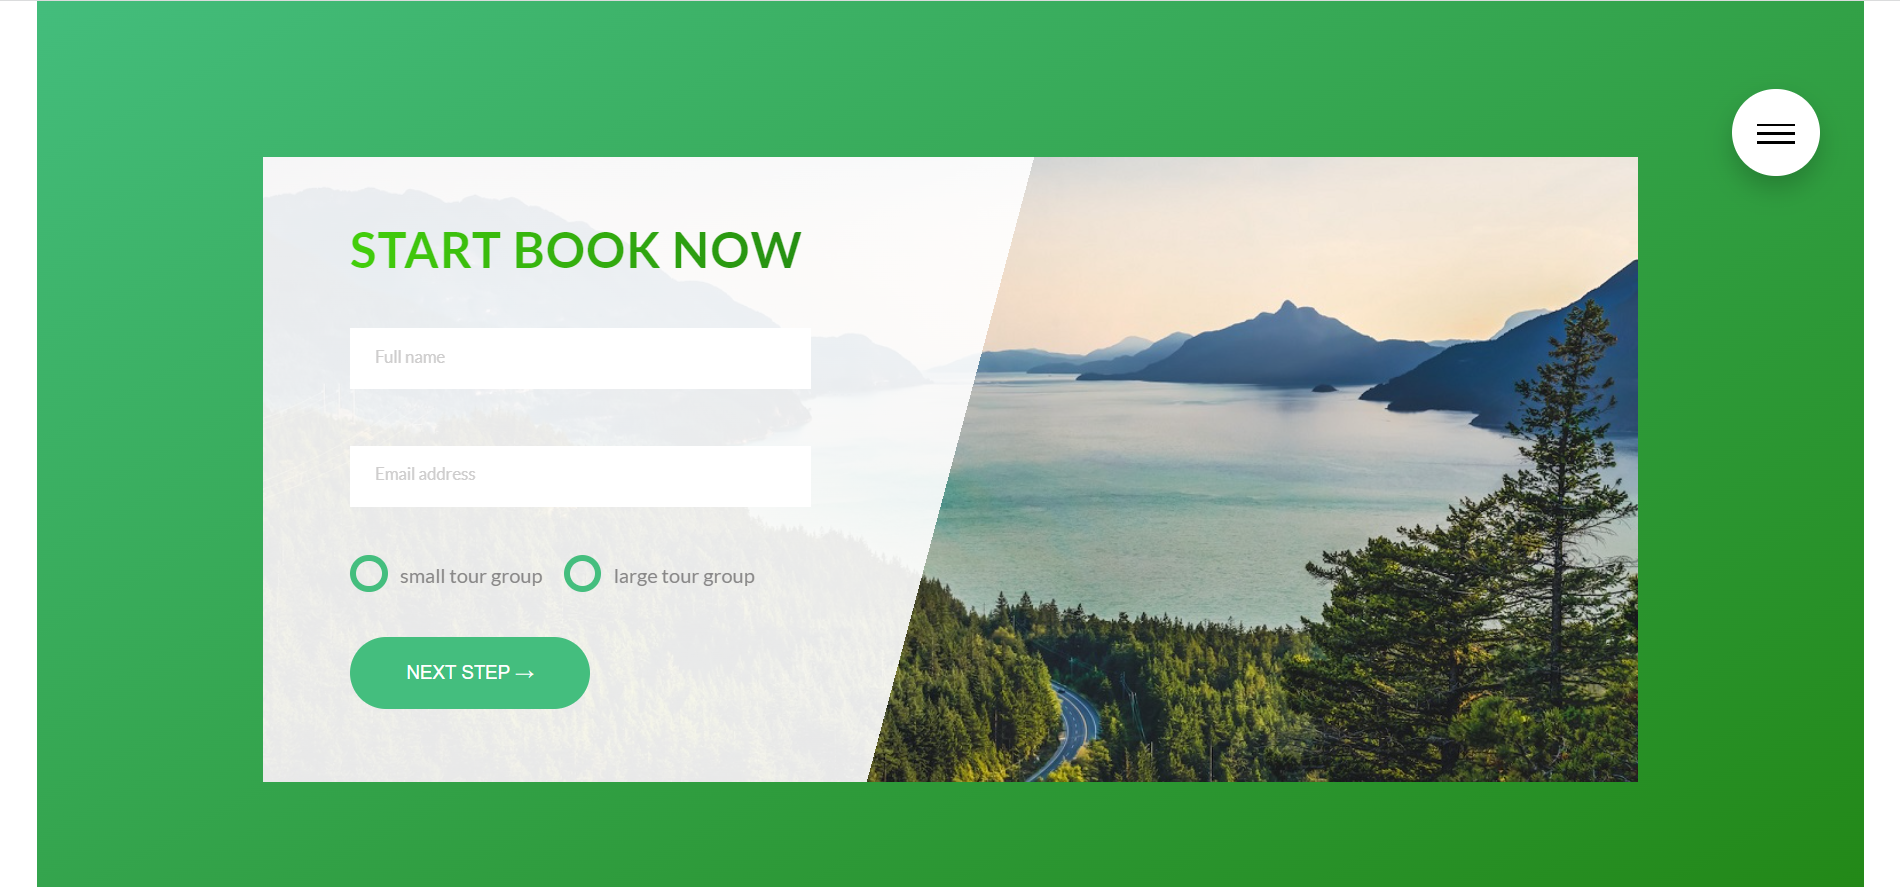 START BOOK NOW
Full name
Email address
small tour group large tour group
NEXT STEP →